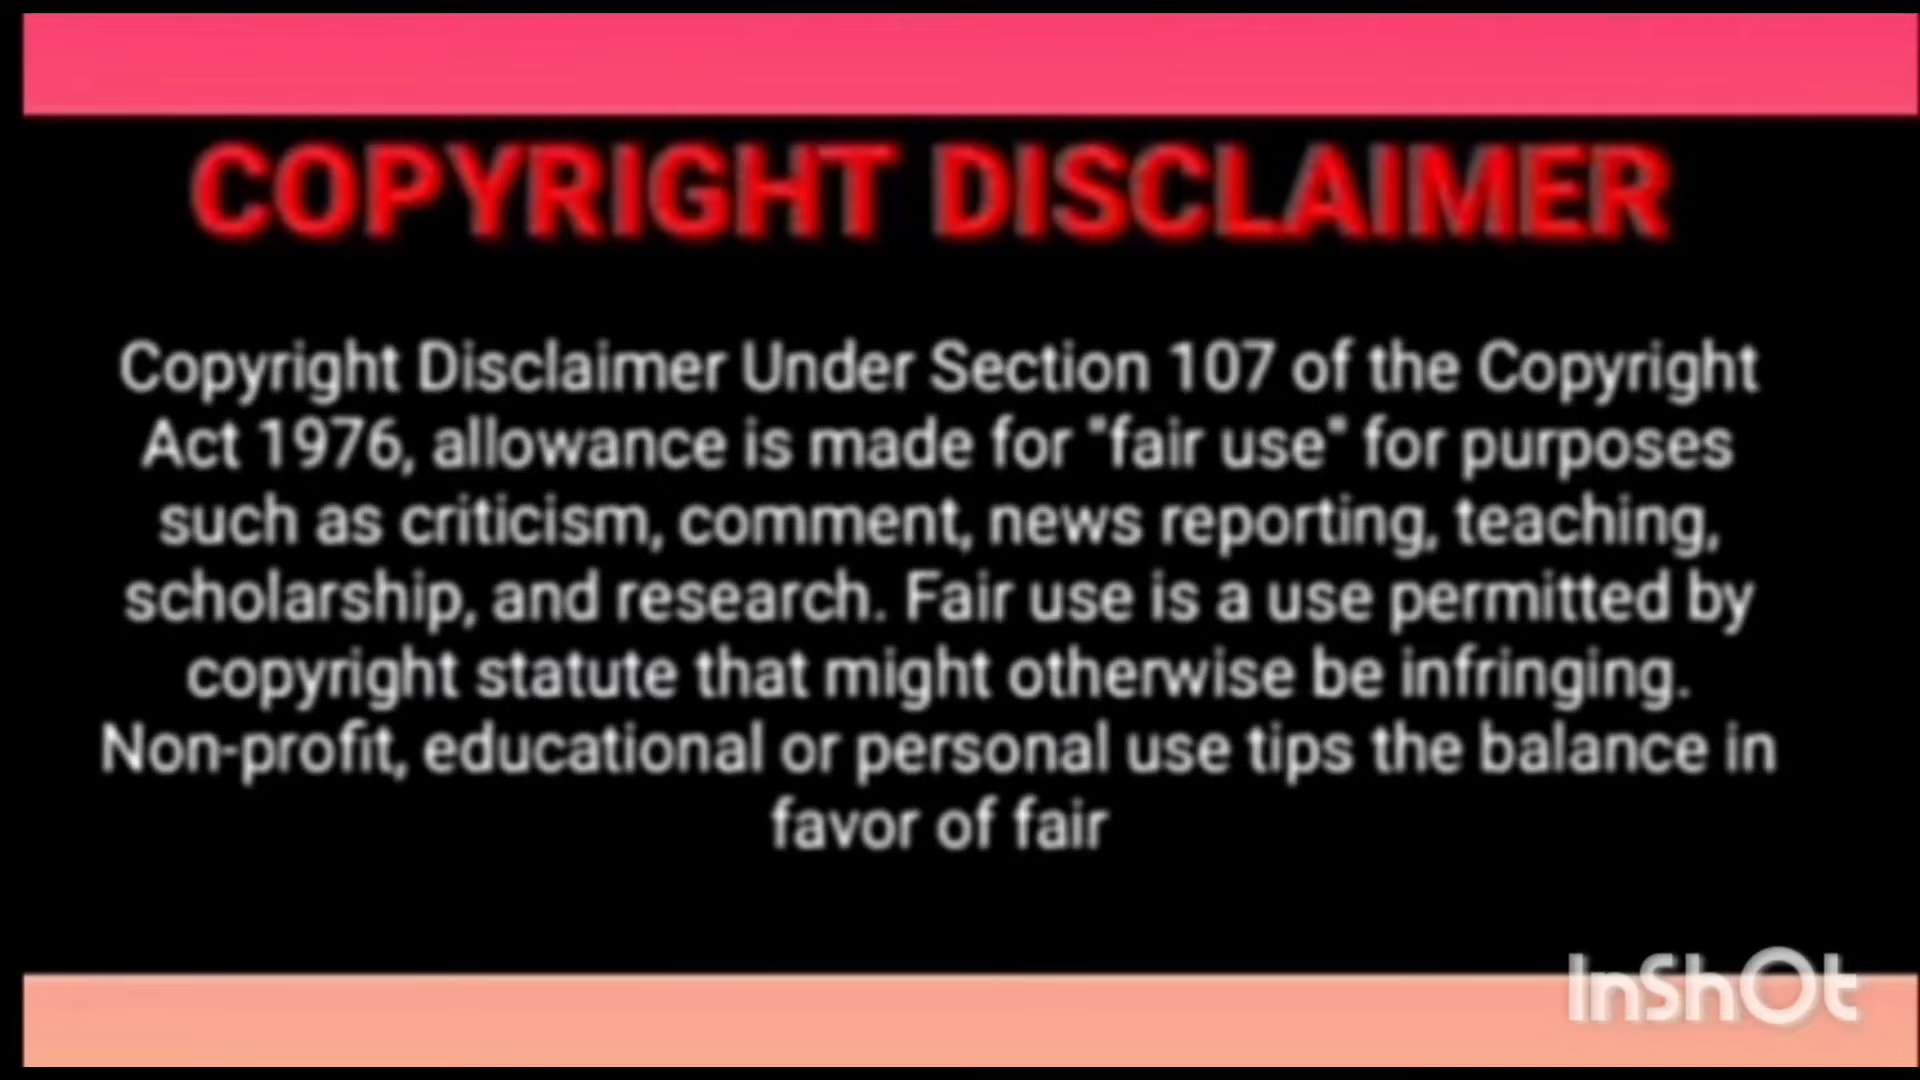 COPYRIGHT DISCLAIMER
Copyright Disclaimer Under Section 107 of the Copyright
Act 1976, allowance is made for "fair use" for purposes
such as criticism, comment, news reporting, teaching,
scholarship, and research. Fair use is a use permitted by
copyright statute that might otherwise be infringing.
Non-profit, educational or personal use tips the balance in
favor of fair
InShOt